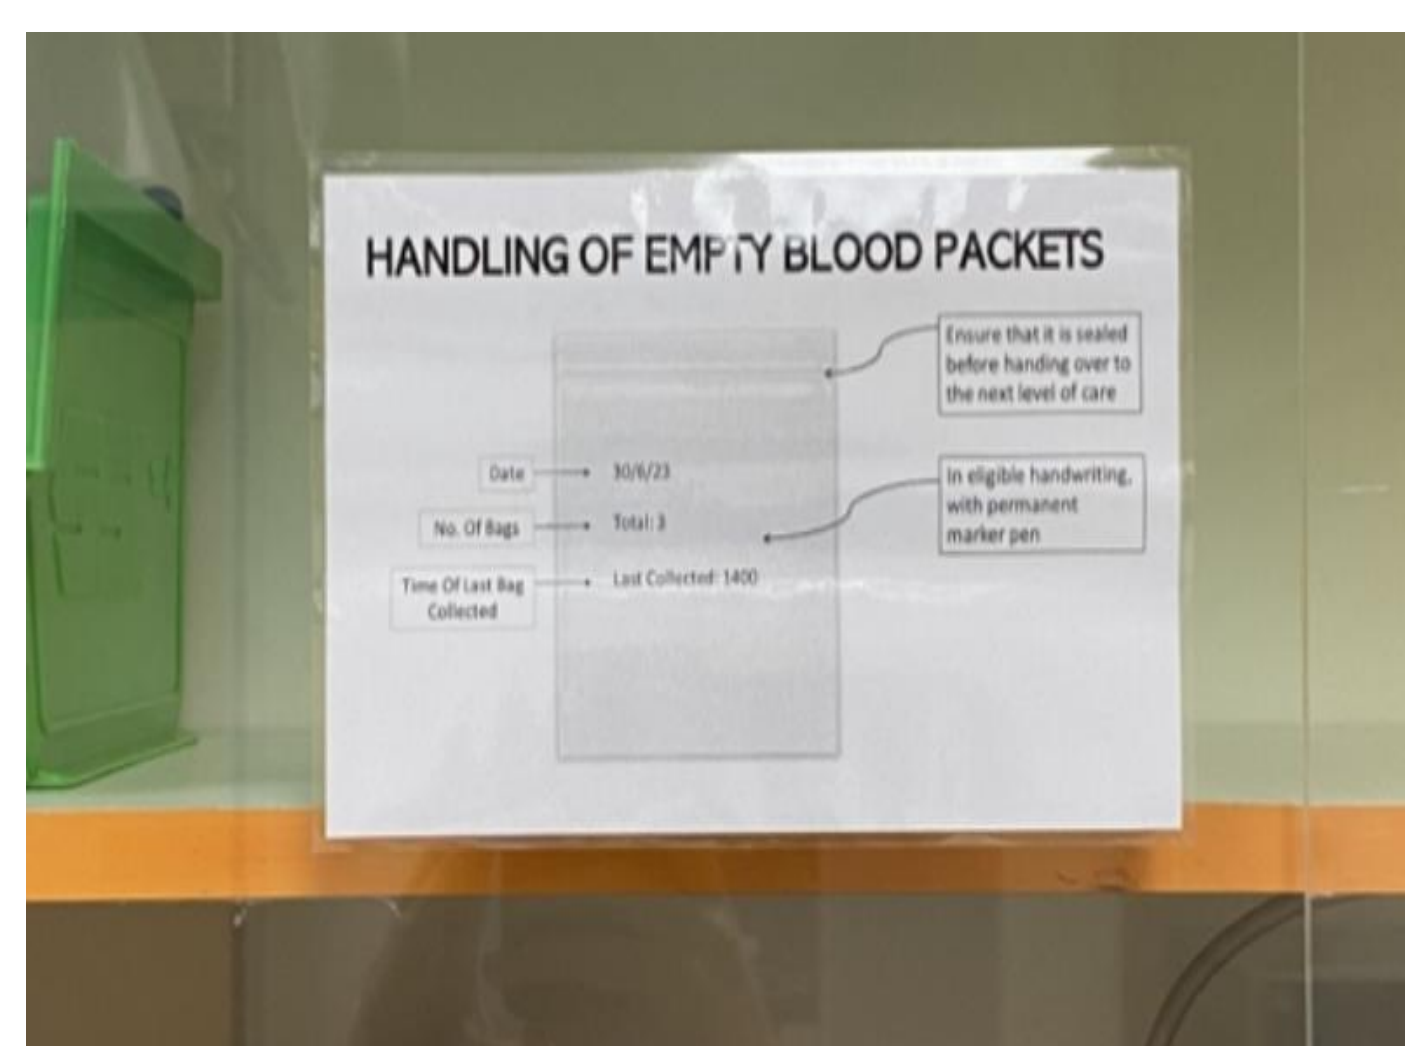 HANDLING OF EMPTY BLOOD PACKETS
Ensure that it is sealed
before handing over to
the next level of care
Date
30/6/23
In eligible handwriting,
with permanent
marker pen
No. Of Bags
Total: 3
Time Of Last Bag
Collected
Last Collected: 1400